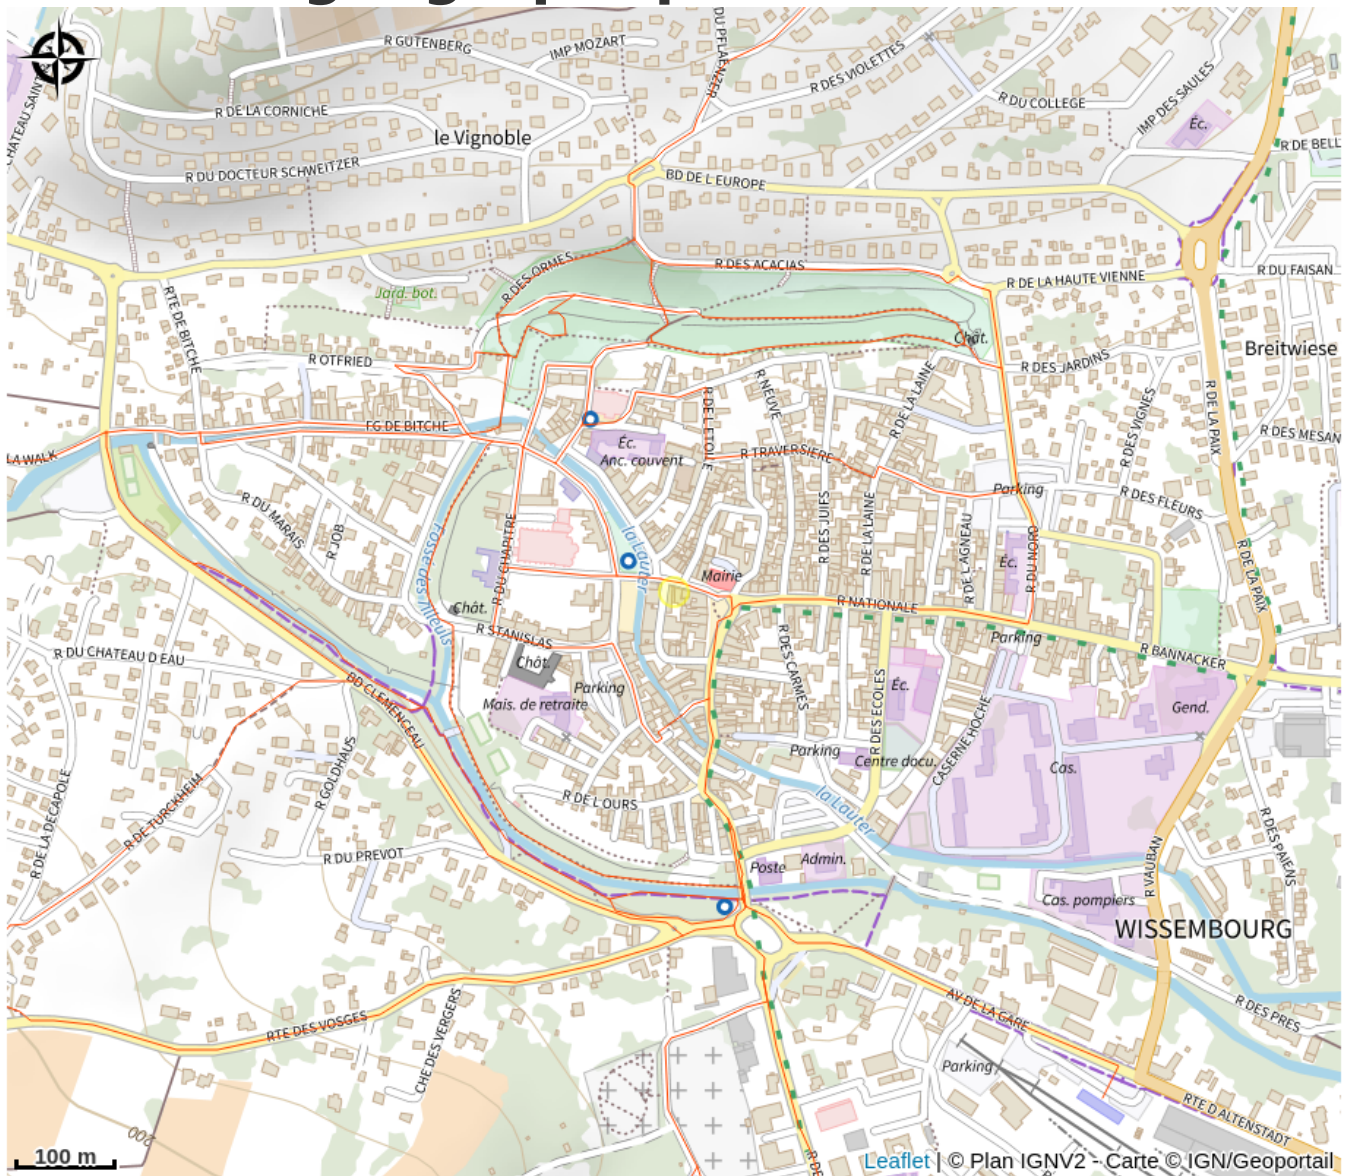 R GUTENBERG
IMP MOZART
DU PFLAENZER
R DES VIOLETTES
R DU COLLEGE
IMP DES SAULES
Éc.
R DE BELL
CHATEAU SAINT
R DE LA CORNICHE
le Vignoble
R DU DOCTEUR SCHWEITZER
BD DE L EUROPE
R DES ORMES
R DES ACACIAS
R DE LA HAUTE VIENNE
R DU FAISAN
Jard. bot.
RTE DE BITCHE
Chât.
Breitwiese
R OTFRIED
R DES JARDINS
R NEUVE
R DE LA LAINE
R DE L ETOILE
R DE LA PAIX
R DES VIGNES
FG DE BITCHE
Éc.
Anc. couvent
R TRAVERSIERE
R DES MESAN
LA WALK
Parking
R DES FLEURS
R DU MARAIS
R JOB
Fossé des Tilleuls
R DU CHAPITRE
la Lauter
R DES JUIFS
R DE LA LAINE
R DE L AGNEAU
Éc.
R DU NORD
R DE LA PAIX
Mairie
Chât.
R NATIONALE
R STANISLAS
Parking
R BANNACKER
R DU CHATEAU D EAU
Chât.
R DES CARMES
Éc.
BD CLEMENCEAU
Parking
Mais. de retraite
R DES ECOLES
CASERNE HOCHE
Gend.
R GOLDHAUS
Parking
Centre docu.
Cas.
R DE LA DECAPOLE
R DE TURCKHEIM
R DE L OURS
la Lauter
R DES PAIENS
R DU PREVOT
Poste
Admin.
R VAUBAN
Cas. pompiers
WISSEMBOURG
RTE DES VOSGES
CHE DES VERGERS
AV DE LA GARE
R DES PRES
Parking
RTE D ALTENSTADT
200
100 m
R DE
Leaflet | © Plan IGNV2 - Carte © IGN/Geoportail